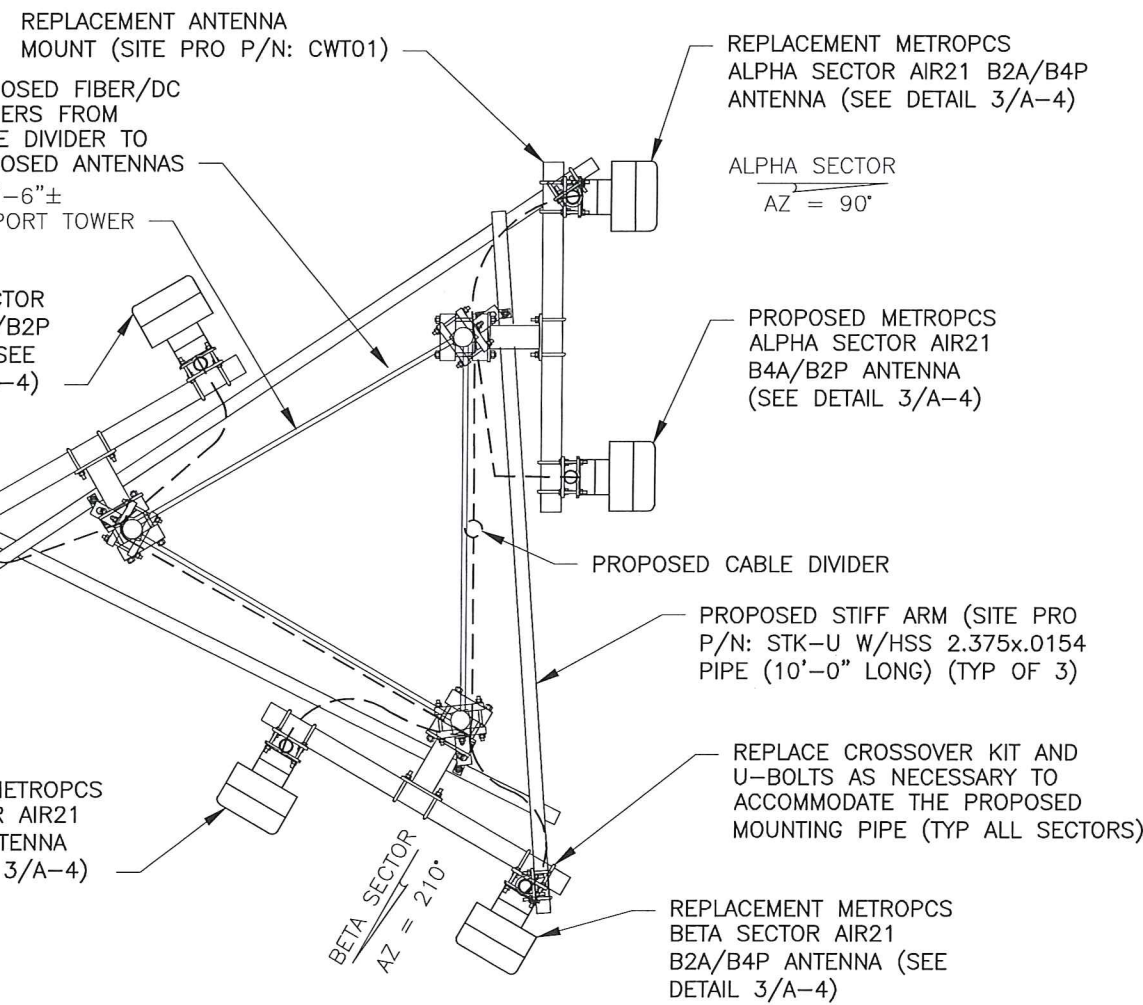 REPLACEMENT ANTENNA
MOUNT (SITE PRO P/N: CWT01)
OSED FIBER/DC
ERS FROM
E DIVIDER TO
OSED ANTENNAS
'-6"±
PORT TOWER
CTOR
/B2P
SEE
A-4)
REPLACEMENT METROPCS
ALPHA SECTOR AIR21 B2A/B4P
ANTENNA (SEE DETAIL 3/A-4)
ALPHA SECTOR
AZ = 90°
PROPOSED METROPCS
ALPHA SECTOR AIR21
B4A/B2P ANTENNA
(SEE DETAIL 3/A-4)
PROPOSED CABLE DIVIDER
PROPOSED STIFF ARM (SITE PRO
P/N: STK-U W/HSS 2.375x.0154
PIPE (10'-0" LONG) (TYP OF 3)
REPLACE CROSSOVER KIT AND
U-BOLTS AS NECESSARY TO
ACCOMMODATE THE PROPOSED
MOUNTING PIPE (TYP ALL SECTORS)
METROPCS
R AIR21
TENNA
3/A-4)
BETA SECTOR
AZ = 210°
REPLACEMENT METROPCS
BETA SECTOR AIR21
B2A/B4P ANTENNA (SEE
DETAIL 3/A-4)